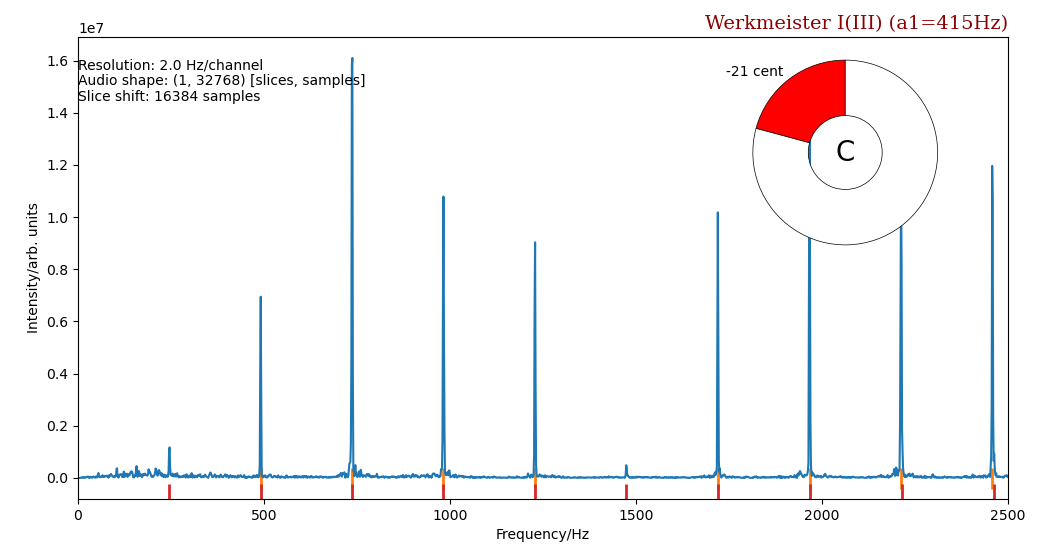 Werkmeister I(III) (a1=415Hz)
1e7
Resolution: 2.0 Hz/channel
Audio shape: (1, 32768) [slices, samples]
Slice shift: 16384 samples
-21 cent
C
1.6
1.4
1.2
1.0
0.8
0.6
0.4
0.2
0.0
Intensity/arb. units
0 500 1000 1500 2000 2500
Frequency/Hz